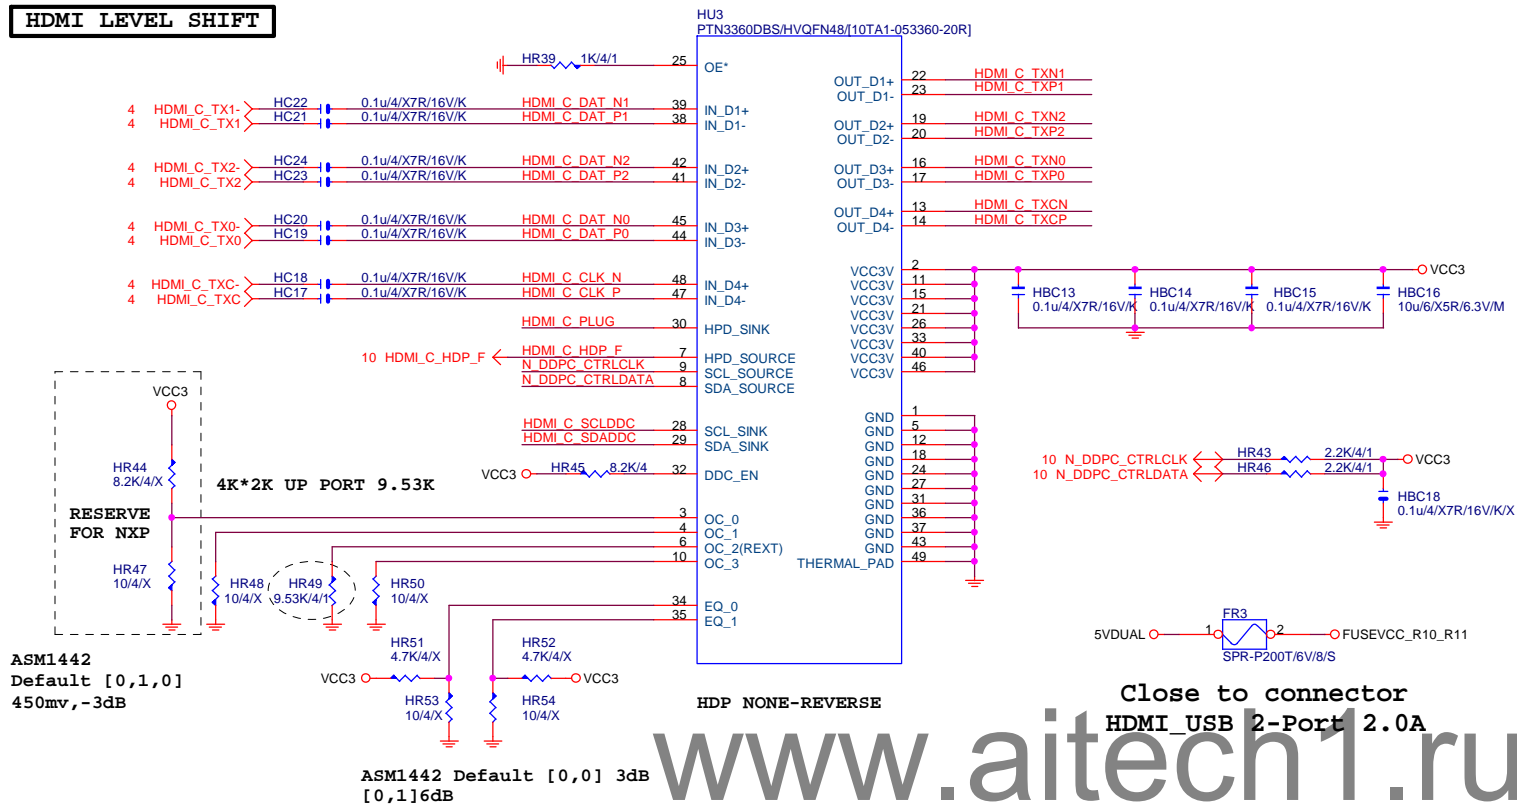 HDMI LEVEL SHIFT
HU3
PTN3360DBS/HVQFN48/[10TA1-053360-20R]
HR39 1K/4/1 25 OE*
OUT_D1+ 22 HDMI_C_TXN1
OUT_D1- 23 HDMI_C_TXP1
4 HDMI_C_TX1- HC22 0.1u/4/X7R/16V/K HDMI_C_DAT_N1 39 IN_D1+
4 HDMI_C_TX1 HC21 0.1u/4/X7R/16V/K HDMI_C_DAT_P1 38 IN_D1-
OUT_D2+ 19 HDMI_C_TXN2
OUT_D2- 20 HDMI_C_TXP2
4 HDMI_C_TX2- HC24 0.1u/4/X7R/16V/K HDMI_C_DAT_N2 42 IN_D2+
4 HDMI_C_TX2 HC23 0.1u/4/X7R/16V/K HDMI_C_DAT_P2 41 IN_D2-
OUT_D3+ 16 HDMI_C_TXN0
OUT_D3- 17 HDMI_C_TXP0
4 HDMI_C_TX0- HC20 0.1u/4/X7R/16V/K HDMI_C_DAT_N0 45 IN_D3+
4 HDMI_C_TX0 HC19 0.1u/4/X7R/16V/K HDMI_C_DAT_P0 44 IN_D3-
OUT_D4+ 13 HDMI_C_TXCN
OUT_D4- 14 HDMI_C_TXCP
4 HDMI_C_TXC- HC18 0.1u/4/X7R/16V/K HDMI_C_CLK_N 48 IN_D4+
4 HDMI_C_TXC HC17 0.1u/4/X7R/16V/K HDMI_C_CLK_P 47 IN_D4-
VCC3V 2 VCC3
VCC3V 11
VCC3V 15
VCC3V 21
VCC3V 26
VCC3V 33
VCC3V 40
VCC3V 46
HBC13
0.1u/4/X7R/16V/K
HBC14
0.1u/4/X7R/16V/K
HBC15
0.1u/4/X7R/16V/K
HBC16
10u/6/X5R/6.3V/M
HDMI_C_PLUG 30 HPD_SINK
10 HDMI_C_HDP_F HDMI_C_HDP_F 7 HPD_SOURCE
N_DDPC_CTRLCLK 9 SCL_SOURCE
N_DDPC_CTRLDATA 8 SDA_SOURCE
HDMI_C_SCLDDC 28 SCL_SINK
HDMI_C_SDADDC 29 SDA_SINK
VCC3 HR45 8.2K/4 32 DDC_EN
GND 1
GND 5
GND 12
GND 18
GND 24
GND 27
GND 31
GND 36
GND 37
GND 43
THERMAL_PAD 49
10 N_DDPC_CTRLCLK HR43 2.2K/4/1 VCC3
10 N_DDPC_CTRLDATA HR46 2.2K/4/1
HBC18
0.1u/4/X7R/16V/K/X
VCC3
HR44
8.2K/4/X
4K*2K UP PORT 9.53K
RESERVE
FOR NXP
3 OC_0
4 OC_1
6 OC_2(REXT)
10 OC_3
HR47
10/4/X
HR48
10/4/X
HR49
9.53K/4/1
HR50
10/4/X
34 EQ_0
35 EQ_1
HR51
4.7K/4/X
VCC3
HR52
4.7K/4/X
VCC3
HR53
10/4/X
HR54
10/4/X
ASM1442
Default [0,1,0]
450mv,-3dB
ASM1442 Default [0,0] 3dB
[0,1]6dB
HDP NONE-REVERSE
FR3
5VDUAL 1 2 FUSEVCC_R10_R11
SPR-P200T/6V/8/S
Close to connector
HDMI_USB 2-Port 2.0A
www.aitech1.ru